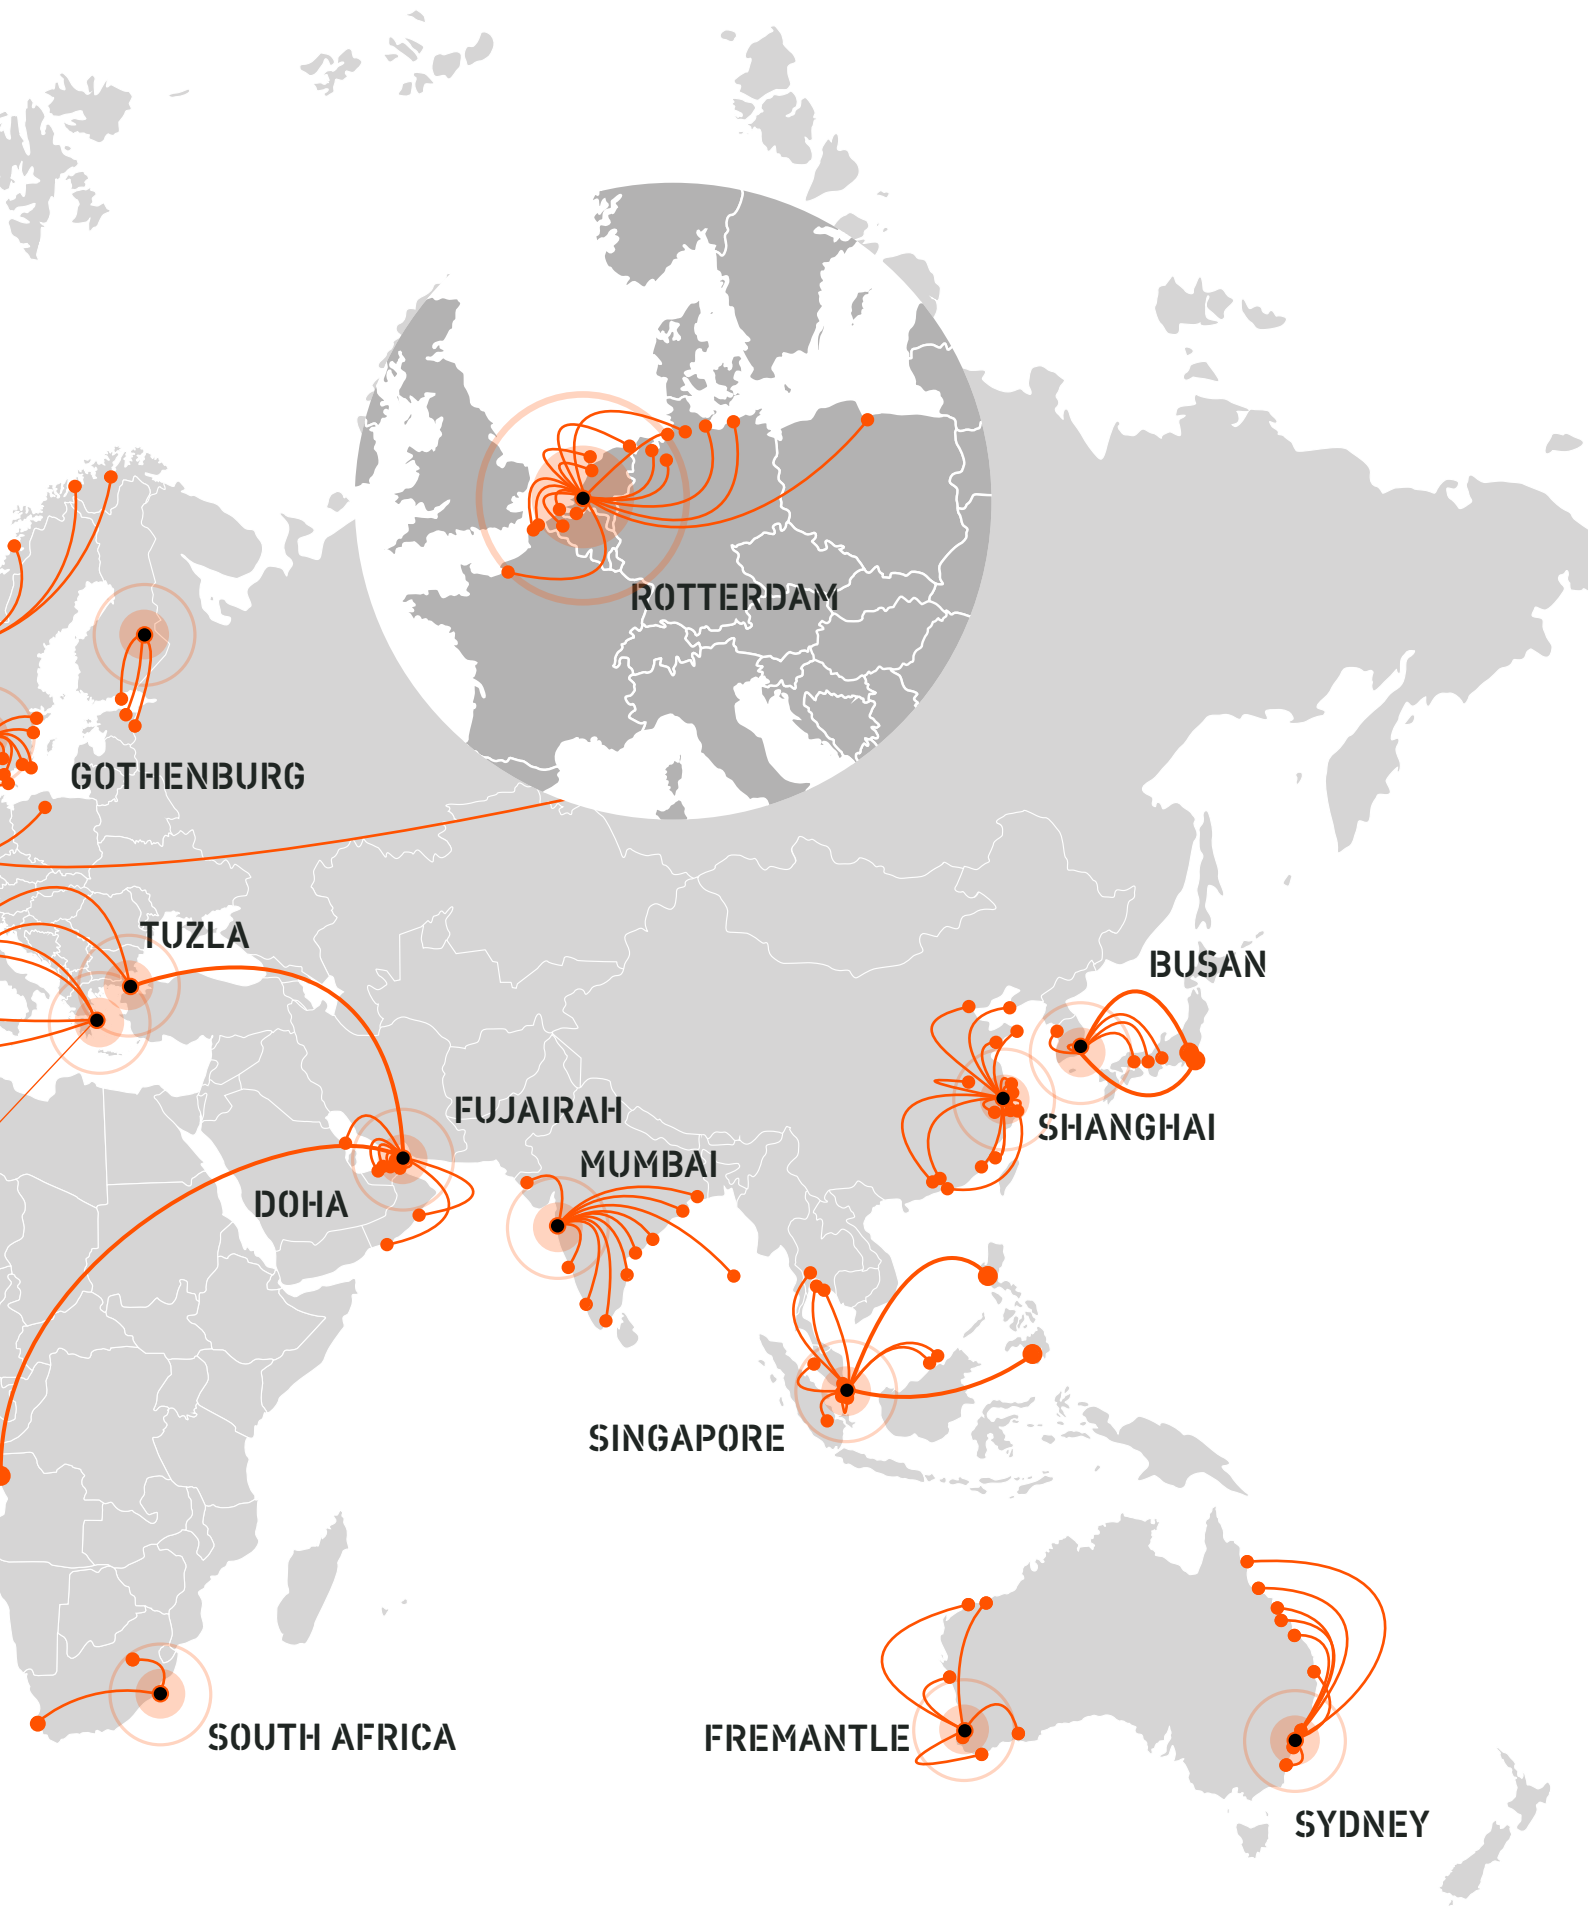 ROTTERDAM
GOTHENBURG
TUZLA
BUSAN
FUJAIRAH
SHANGHAI
MUMBAI
DOHA
SINGAPORE
SOUTH AFRICA
FREMANTLE
SYDNEY